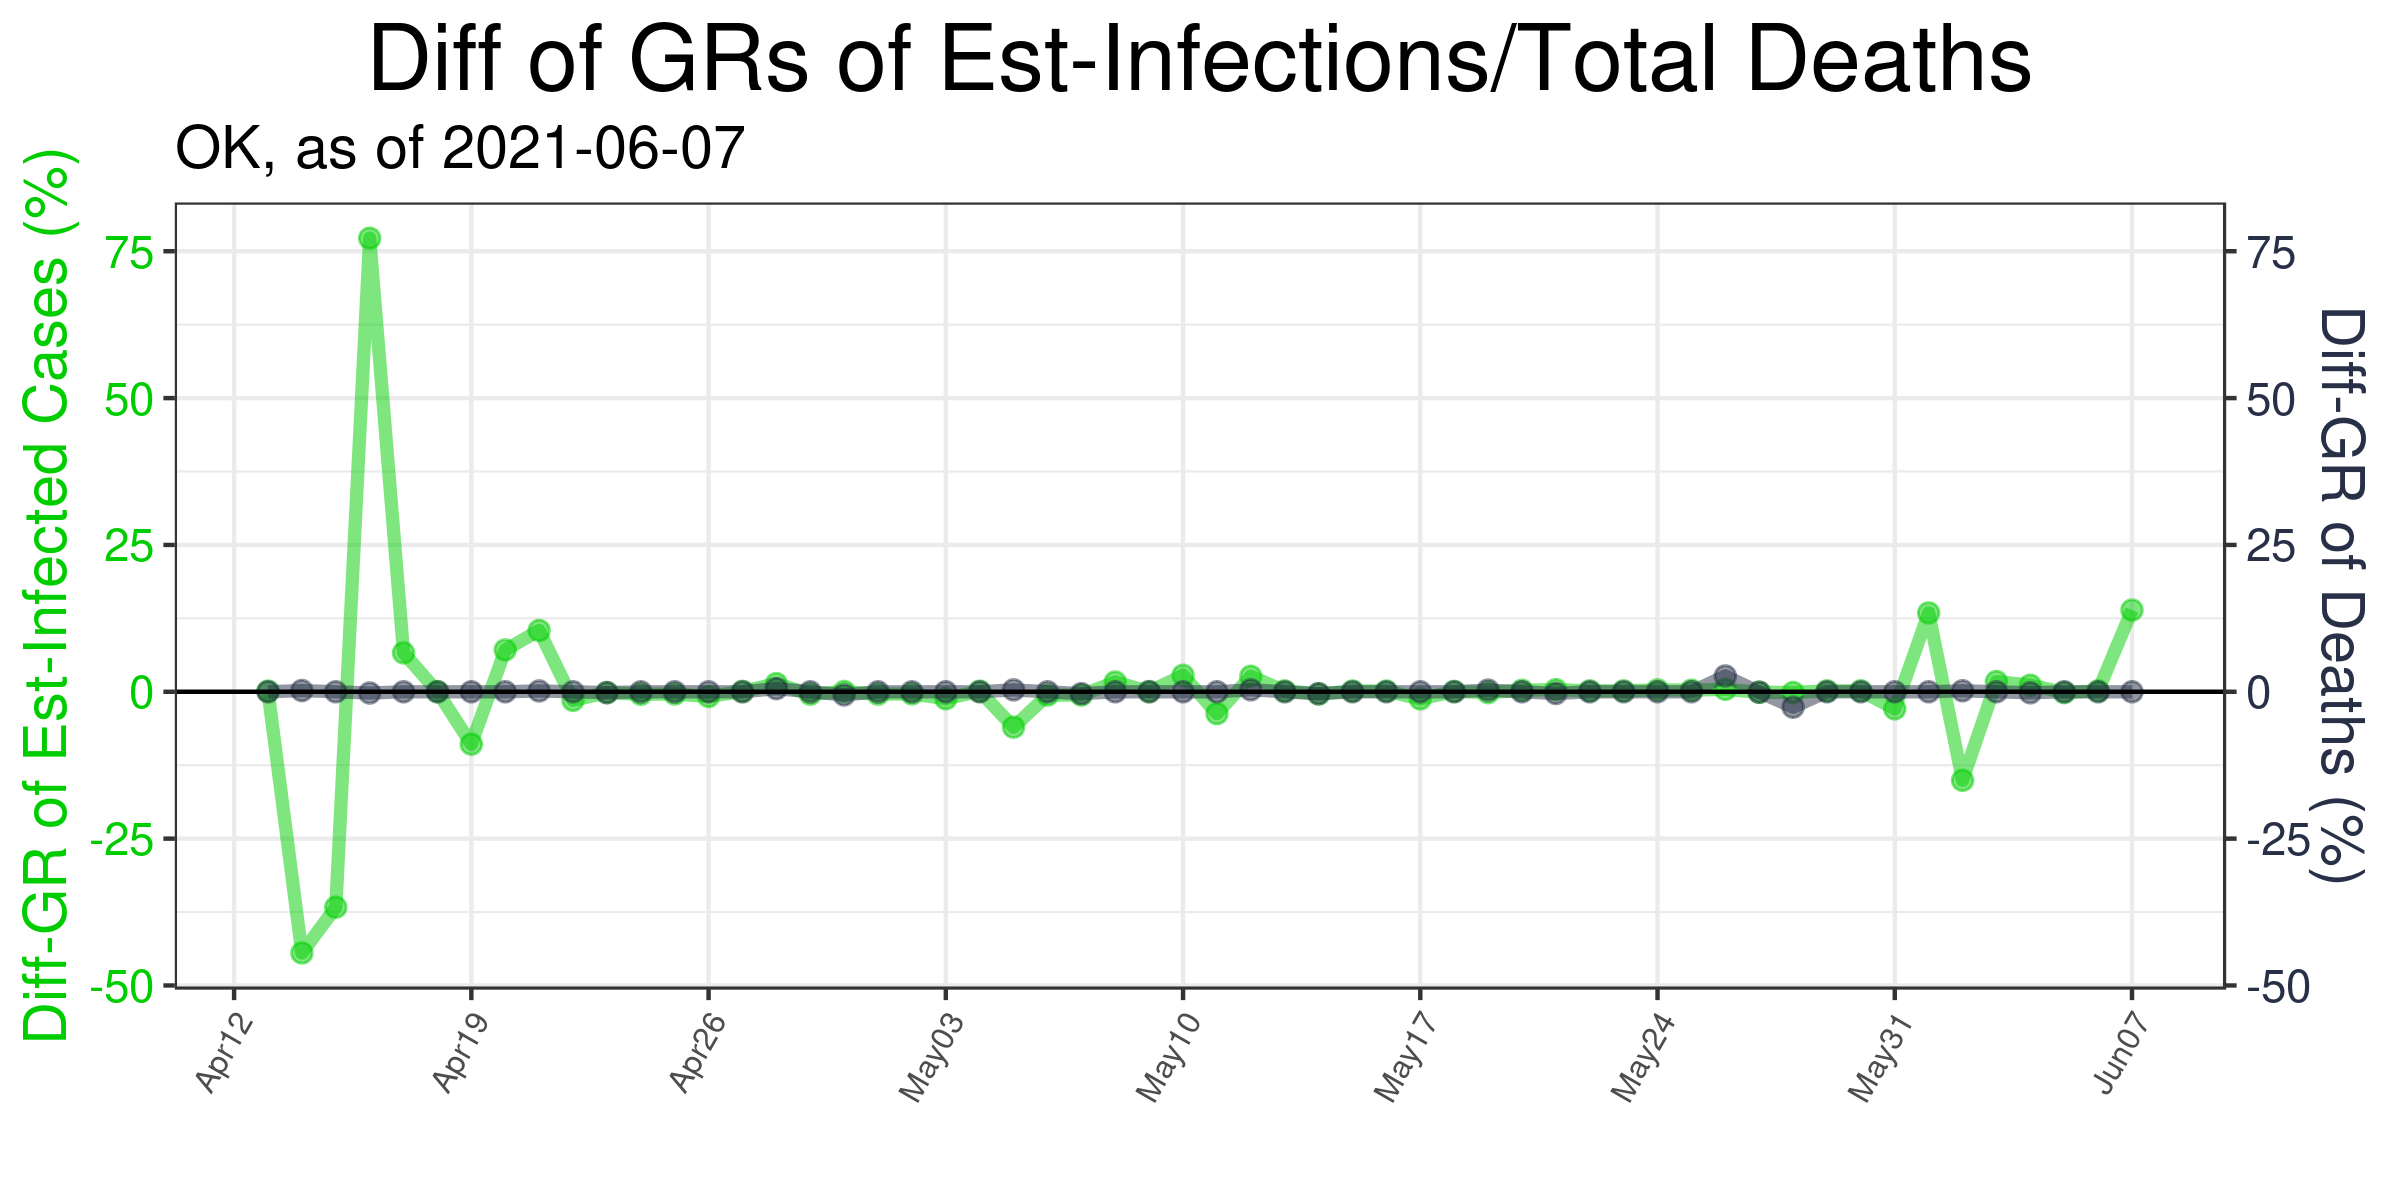 Diff of GRs of Est-Infections/Total Deaths
OK, as of 2021-06-07
Diff-GR of Est-Infected Cases (%)
75
50
25
0
-25
-50
75
50
25
0
-25
-50
Diff-GR of Deaths (%)
Apr12
Apr19
Apr26
May03
May10
May17
May24
May31
Jun07